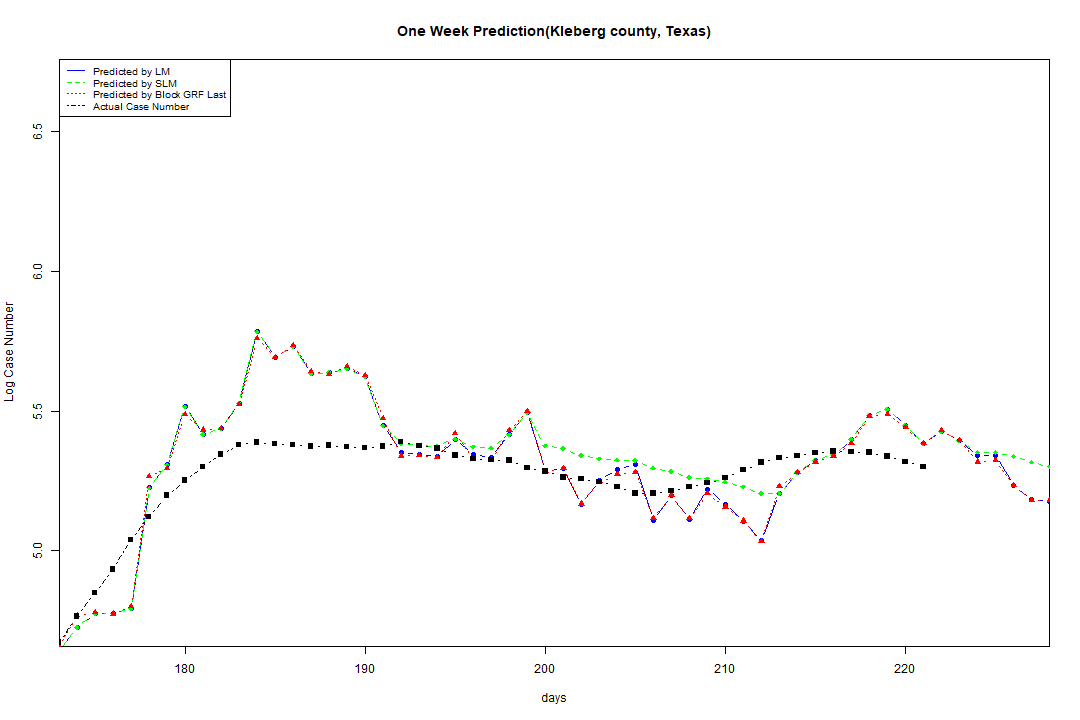 One Week Prediction(Kleberg county, Texas)
Predicted by LM
Predicted by SLM
Predicted by Block GRF Last
Actual Case Number
6.5
6.0
5.5
5.0
Log Case Number
180 190 200 210 220
days